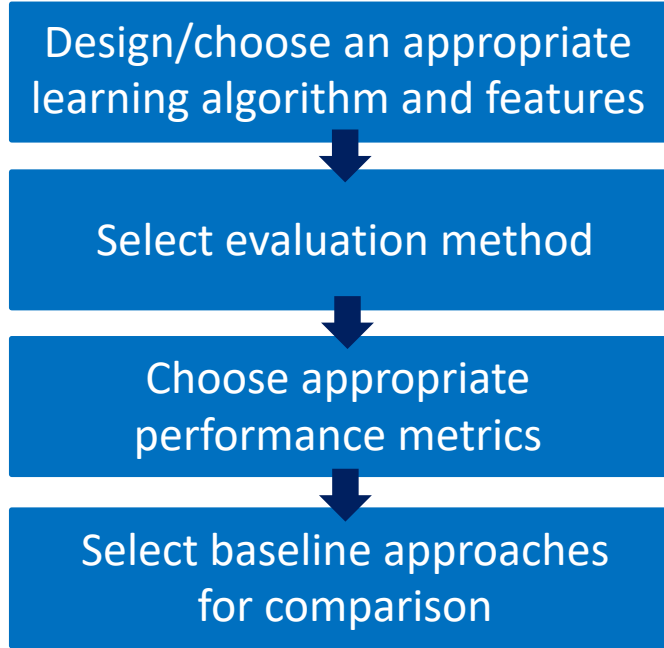 Design/choose an appropriate
learning algorithm and features
Select evaluation method
Choose appropriate
performance metrics
Select baseline approaches
for comparison